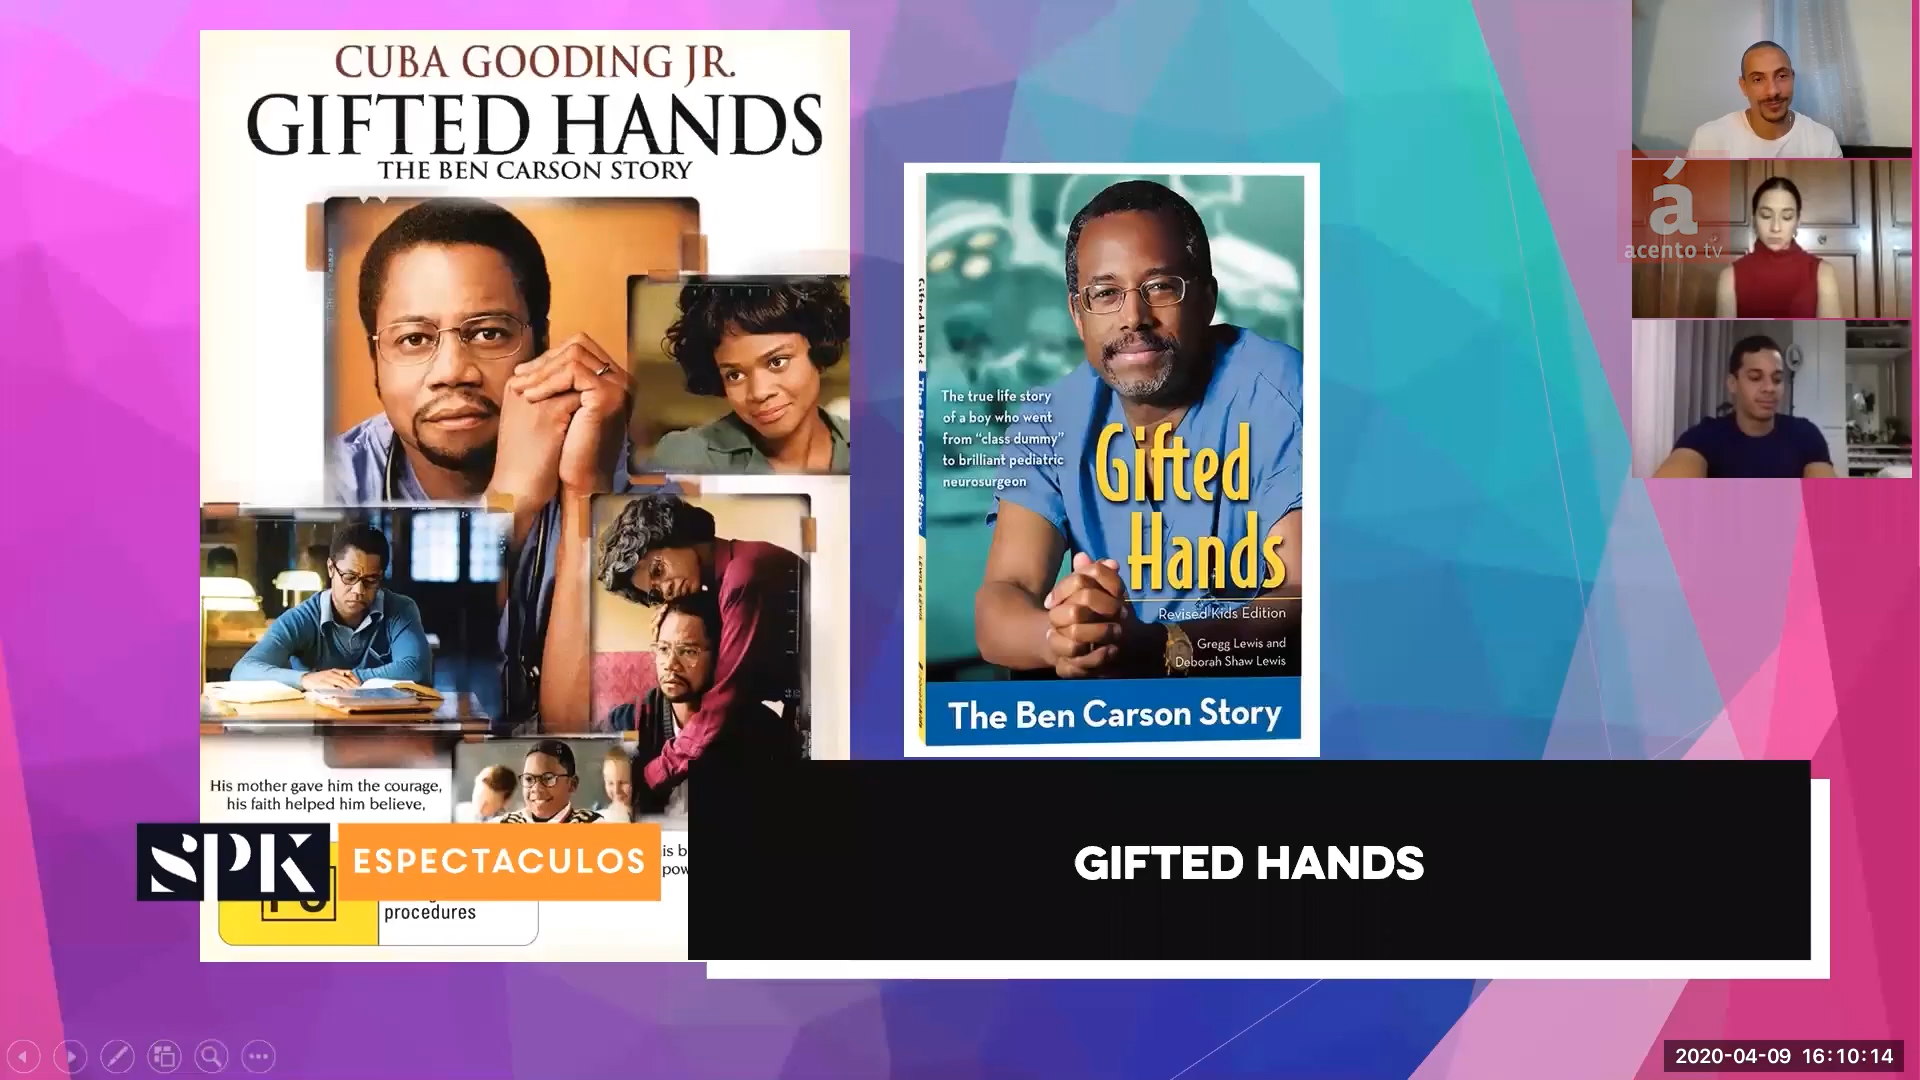 CUBA GOODING JR.
GIFTED HANDS
THE BEN CARSON STORY
His mother gave him the courage,
his faith helped him believe,
is b
pow
procedures
SPK ESPECTACULOS
The true life story
of a boy who went
from “class dummy”
to brilliant pediatric
neurosurgeon
Gifted
Hands
Revised Kids Edition
Gregg Lewis and
Deborah Shaw Lewis
The Ben Carson Story
Gifted Hands The Ben Carson Story
GIFTED HANDS
á
acento tv
2020-04-09 16:10:14